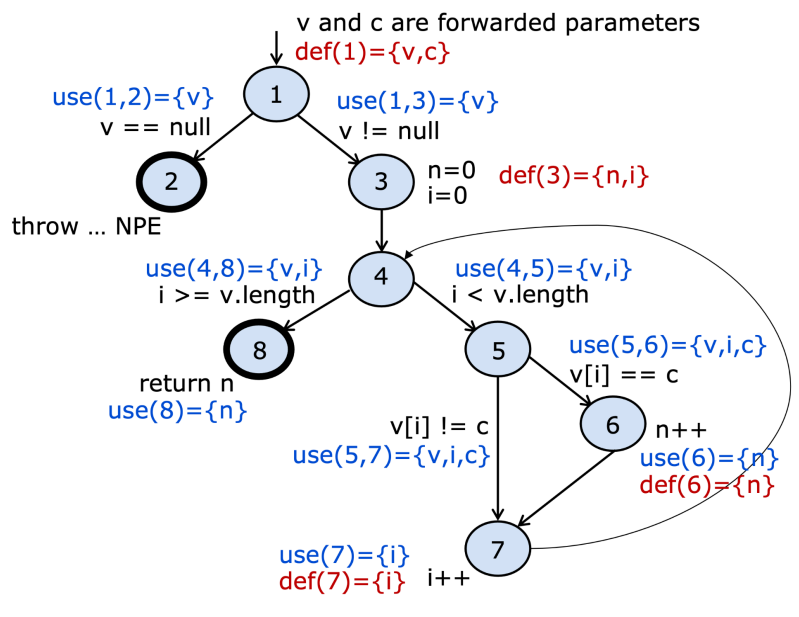 v and c are forwarded parameters
def(1)={v,c}
1
use(1,2)={v}
use(1,3)={v}
v == null
v != null
2
3
n=0
i=0
def(3)={n,i}
throw ... NPE
4
use(4,8)={v,i}
use(4,5)={v,i}
i >= v.length
i < v.length
8
5
use(5,6)={v,i,c}
v[i] == c
return n
use(8)={n}
v[i] != c
use(5,7)={v,i,c}
6
n++
use(6)={n}
def(6)={n}
7
use(7)={i}
def(7)={i}
i++